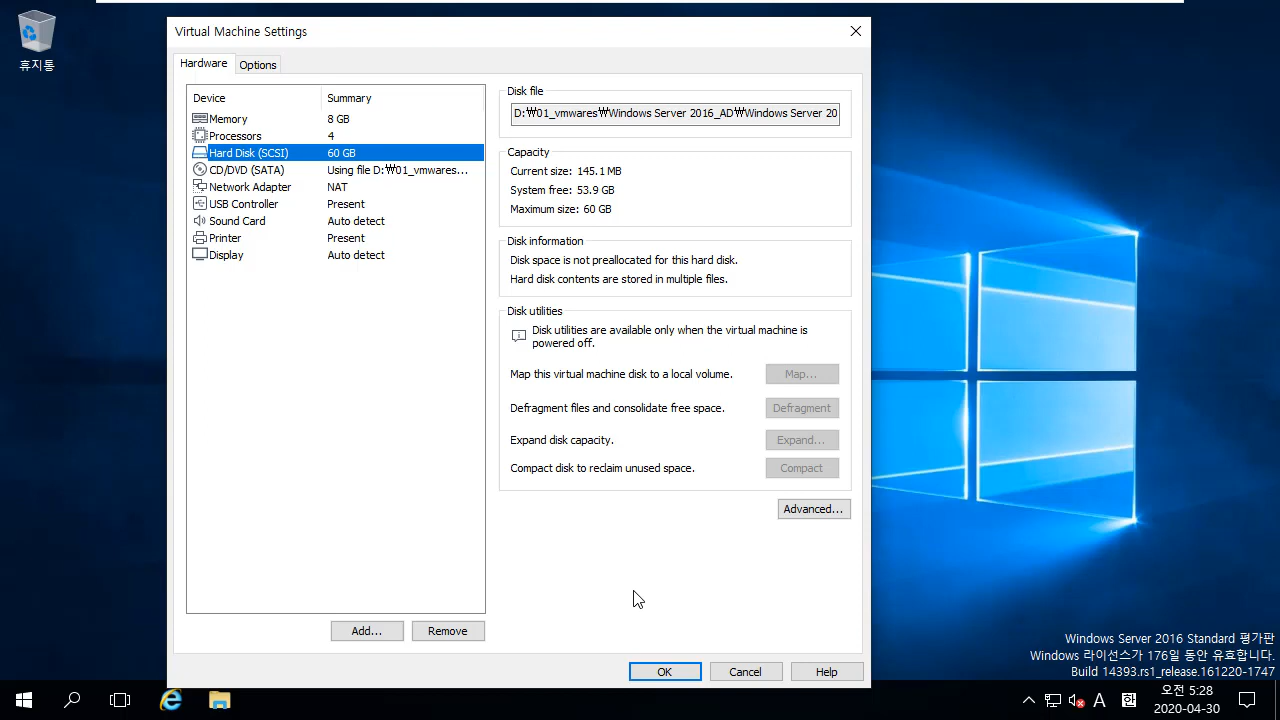 휴지통
Virtual Machine Settings
Hardware
Options
Device Summary
Memory 8 GB
Processors 4
Hard Disk (SCSI) 60 GB
CD/DVD (SATA) Using file D:₩01_vmwares...
Network Adapter NAT
USB Controller Present
Sound Card Auto detect
Printer Present
Display Auto detect
Add...
Remove
Disk file
D:₩01_vmwares₩Windows Server 2016_AD₩Windows Server 20
Capacity
Current size: 145.1 MB
System free: 53.9 GB
Maximum size: 60 GB
Disk information
Disk space is not preallocated for this hard disk.
Hard disk contents are stored in multiple files.
Disk utilities
Disk utilities are available only when the virtual machine is
powered off.
Map this virtual machine disk to a local volume. Map...
Defragment files and consolidate free space. Defragment
Expand disk capacity. Expand...
Compact disk to reclaim unused space. Compact
Advanced...
OK
Cancel
Help
Windows Server 2016 Standard 평가판
Windows 라이선스가 176일 동안 유효합니다.
Build 14393.rs1_release.161220-1747
A
한
오전 5:28
2020-04-30